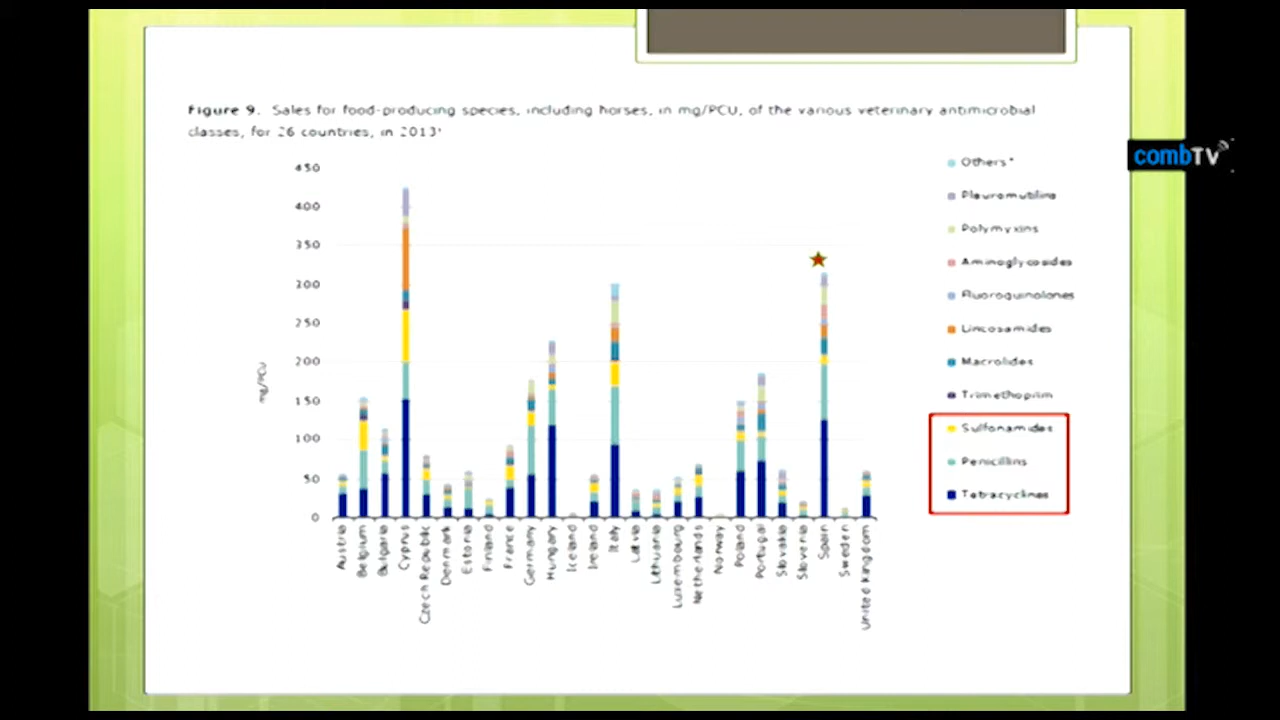 Figure 9. Sales for food-producing species, including horses, in mg/PCU, of the various veterinary antimicrobial
classes, for 26 countries, in 2013¹
combTV
450
400
350
300
250
200
150
100
50
0
mg/PCU
Austria
Belgium
Bulgaria
Cyprus
Czech Republic
Denmark
Estonia
Finland
France
Germany
Hungary
Iceland
Ireland
Italy
Latvia
Lithuania
Luxembourg
Netherlands
Norway
Poland
Portugal
Slovakia
Slovenia
Spain
Sweden
United Kingdom
Others*
Pleuromutilins
Polymyxins
Aminoglycosides
Fluoroquinolones
Lincosamides
Macrolides
Trimethoprim
Sulfonamides
Penicillins
Tetracyclines